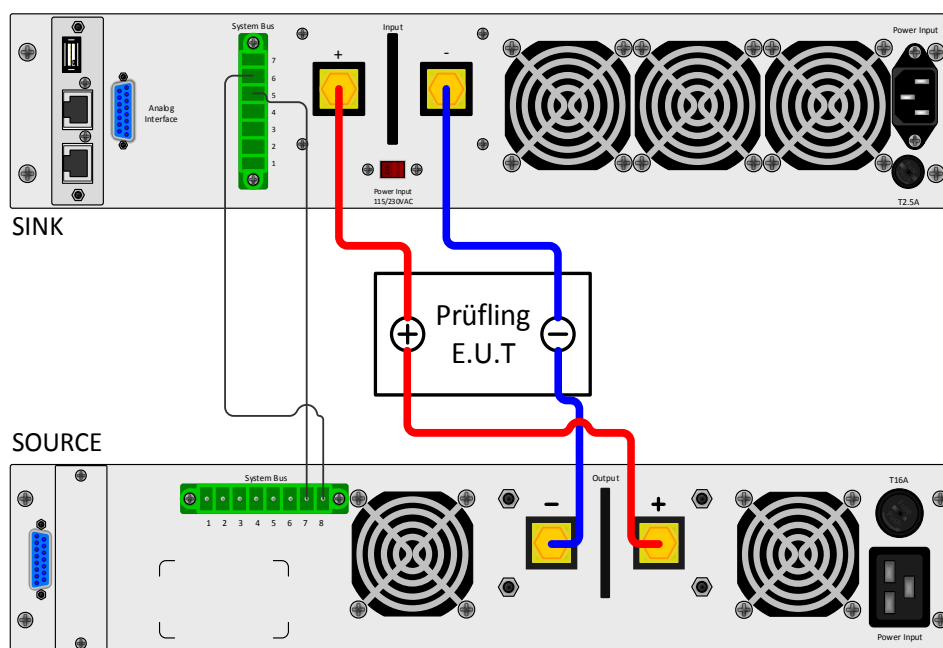 System Bus
Input
Power Input
+
-
7
6
5
4
3
2
1
Analog
Interface
Power Input
115/230VAC
T2.5A
SINK
Prüfling
E.U.T
+
−
SOURCE
System Bus
Output
T16A
−
+
1 2 3 4 5 6 7 8
Power Input